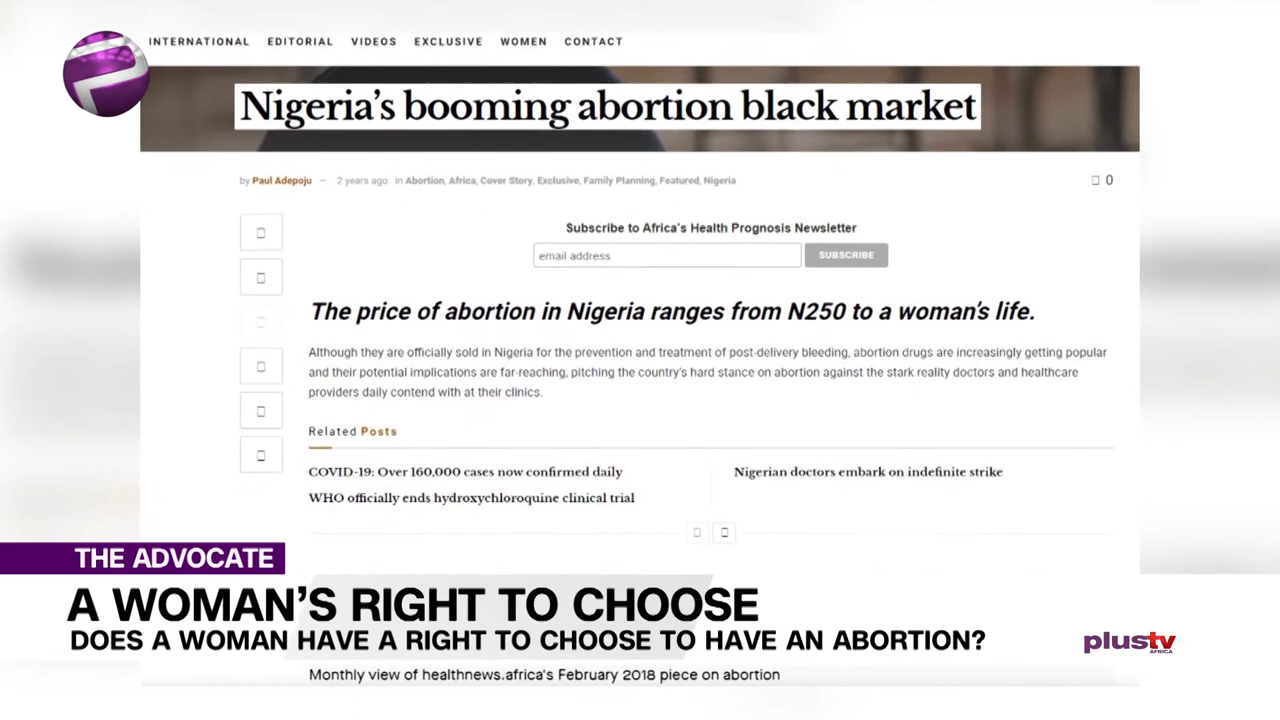 INTERNATIONAL EDITORIAL VIDEOS EXCLUSIVE WOMEN CONTACT
Nigeria's booming abortion black market
by Paul Adepoju – 2 years ago in Abortion, Africa, Cover Story, Exclusive, Family Planning, Featured, Nigeria
0
Subscribe to Africa's Health Prognosis Newsletter
email address SUBSCRIBE
The price of abortion in Nigeria ranges from N250 to a woman's life.
Although they are officially sold in Nigeria for the prevention and treatment of post-delivery bleeding, abortion drugs are increasingly getting popular
and their potential implications are far-reaching, pitching the country's hard stance on abortion against the stark reality doctors and healthcare
providers daily contend with at their clinics.
Related Posts
COVID-19: Over 160,000 cases now confirmed daily
Nigerian doctors embark on indefinite strike
WHO officially ends hydroxychloroquine clinical trial
THE ADVOCATE
A WOMAN'S RIGHT TO CHOOSE
DOES A WOMAN HAVE A RIGHT TO CHOOSE TO HAVE AN ABORTION?
plustv
AFRICA
Monthly view of healthnews.africa's February 2018 piece on abortion